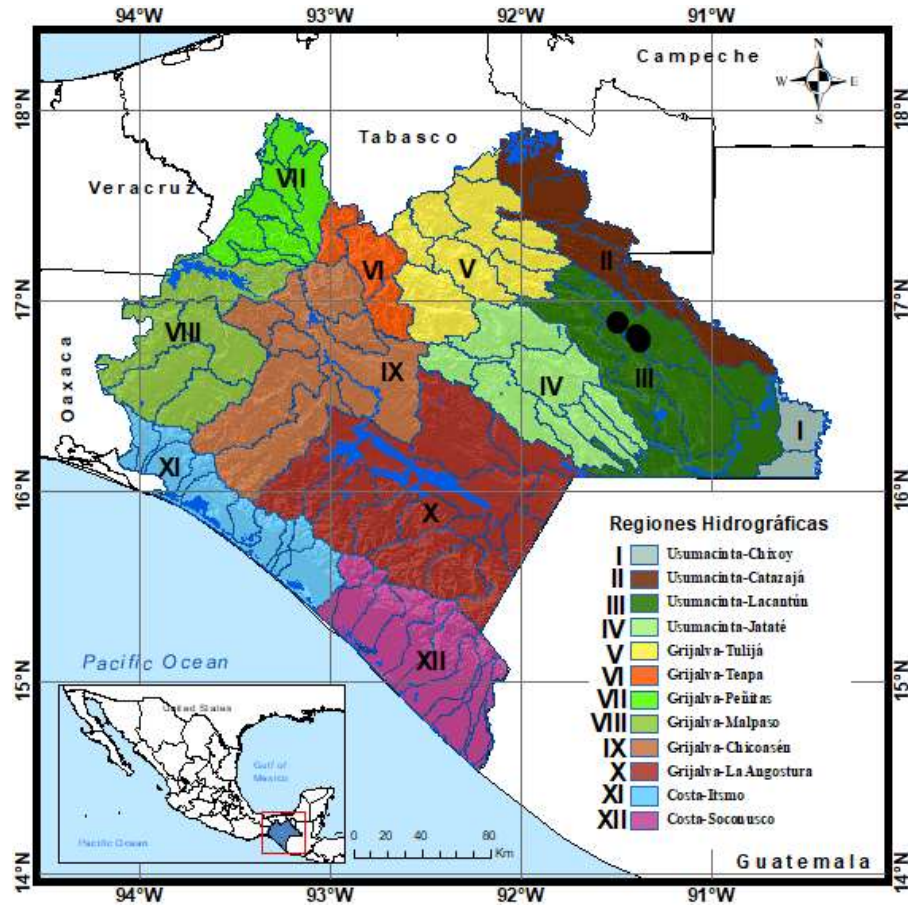 94°W 93°W 92°W 91°W
Campeche
N
W E
S
18°N 18°N
Tabasco
Veracruz
VII
V
VI
II
17°N 17°N
VIII
Oaxaca
IX
IV
III
I
XI
16°N 16°N
X
XII
Regiones Hidrográficas
I Usumacinta-Chixoy
II Usumacinta-Catazajá
III Usumacinta-Lacantún
IV Usumacinta-Jataté
V Grijalva-Tulijá
VI Grijalva-Teapa
VII Grijalva-Peñitas
VIII Grijalva-Malpaso
IX Grijalva-Chicoasén
X Grijalva-La Angostura
XI Costa-Itsmo
XII Costa-Soconusco
Pacific Ocean
15°N 15°N
United States
Gulf of
Mexico
Pacific Ocean
0 20 40 80
Km
Guatemala
14°N 14°N
94°W 93°W 92°W 91°W